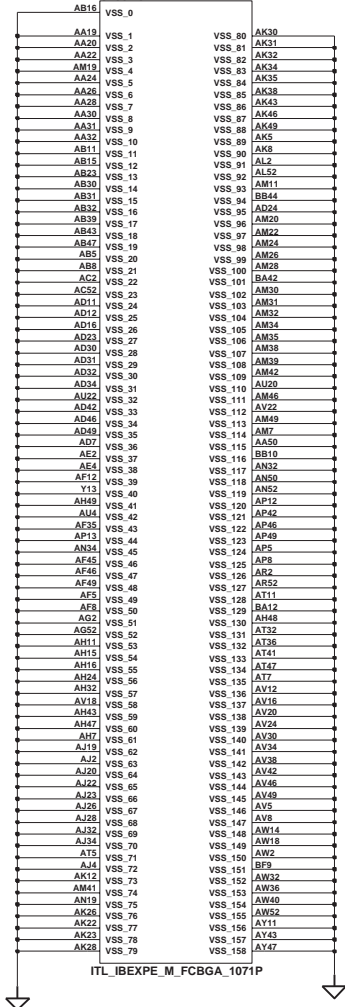 AB16 VSS_0
AA19 VSS_1 VSS_80 AK30
AA20 VSS_2 VSS_81 AK31
AA22 VSS_3 VSS_82 AK32
AM19 VSS_4 VSS_83 AK34
AA24 VSS_5 VSS_84 AK35
AA26 VSS_6 VSS_85 AK38
AA28 VSS_7 VSS_86 AK43
AA30 VSS_8 VSS_87 AK46
AA31 VSS_9 VSS_88 AK49
AA32 VSS_10 VSS_89 AK5
AB11 VSS_11 VSS_90 AK8
AB15 VSS_12 VSS_91 AL2
AB23 VSS_13 VSS_92 AL52
AB30 VSS_14 VSS_93 AM11
AB31 VSS_15 VSS_94 BB44
AB32 VSS_16 VSS_95 AD24
AB39 VSS_17 VSS_96 AM20
AB43 VSS_18 VSS_97 AM22
AB47 VSS_19 VSS_98 AM24
AB5 VSS_20 VSS_99 AM26
AB8 VSS_21 VSS_100 AM28
AC2 VSS_22 VSS_101 BA42
AC52 VSS_23 VSS_102 AM30
AD11 VSS_24 VSS_103 AM31
AD12 VSS_25 VSS_104 AM32
AD16 VSS_26 VSS_105 AM34
AD23 VSS_27 VSS_106 AM35
AD30 VSS_28 VSS_107 AM38
AD31 VSS_29 VSS_108 AM39
AD32 VSS_30 VSS_109 AM42
AD34 VSS_31 VSS_110 AU20
AU22 VSS_32 VSS_111 AM46
AD42 VSS_33 VSS_112 AV22
AD46 VSS_34 VSS_113 AM49
AD49 VSS_35 VSS_114 AM7
AD7 VSS_36 VSS_115 AA50
AE2 VSS_37 VSS_116 BB10
AE4 VSS_38 VSS_117 AN32
AF12 VSS_39 VSS_118 AN50
Y13 VSS_40 VSS_119 AN52
AH49 VSS_41 VSS_120 AP12
AU4 VSS_42 VSS_121 AP42
AF35 VSS_43 VSS_122 AP46
AP13 VSS_44 VSS_123 AP49
AN34 VSS_45 VSS_124 AP5
AF45 VSS_46 VSS_125 AP8
AF46 VSS_47 VSS_126 AR2
AF49 VSS_48 VSS_127 AR52
AF5 VSS_49 VSS_128 AT11
AF8 VSS_50 VSS_129 BA12
AG2 VSS_51 VSS_130 AH48
AG52 VSS_52 VSS_131 AT32
AH11 VSS_53 VSS_132 AT36
AH15 VSS_54 VSS_133 AT41
AH16 VSS_55 VSS_134 AT47
AH24 VSS_56 VSS_135 AT7
AH32 VSS_57 VSS_136 AV12
AV18 VSS_58 VSS_137 AV16
AH43 VSS_59 VSS_138 AV20
AH47 VSS_60 VSS_139 AV24
AH7 VSS_61 VSS_140 AV30
AJ19 VSS_62 VSS_141 AV34
AJ2 VSS_63 VSS_142 AV38
AJ20 VSS_64 VSS_143 AV42
AJ22 VSS_65 VSS_144 AV46
AJ23 VSS_66 VSS_145 AV49
AJ26 VSS_67 VSS_146 AV5
AJ28 VSS_68 VSS_147 AV8
AJ32 VSS_69 VSS_148 AW14
AJ34 VSS_70 VSS_149 AW18
AT5 VSS_71 VSS_150 AW2
AJ4 VSS_72 VSS_151 BF9
AK12 VSS_73 VSS_152 AW32
AM41 VSS_74 VSS_153 AW36
AN19 VSS_75 VSS_154 AW40
AK26 VSS_76 VSS_155 AW52
AK22 VSS_77 VSS_156 AY11
AK23 VSS_78 VSS_157 AY43
AK28 VSS_79 VSS_158 AY47
ITL_IBEXPE_M_FCBGA_1071P